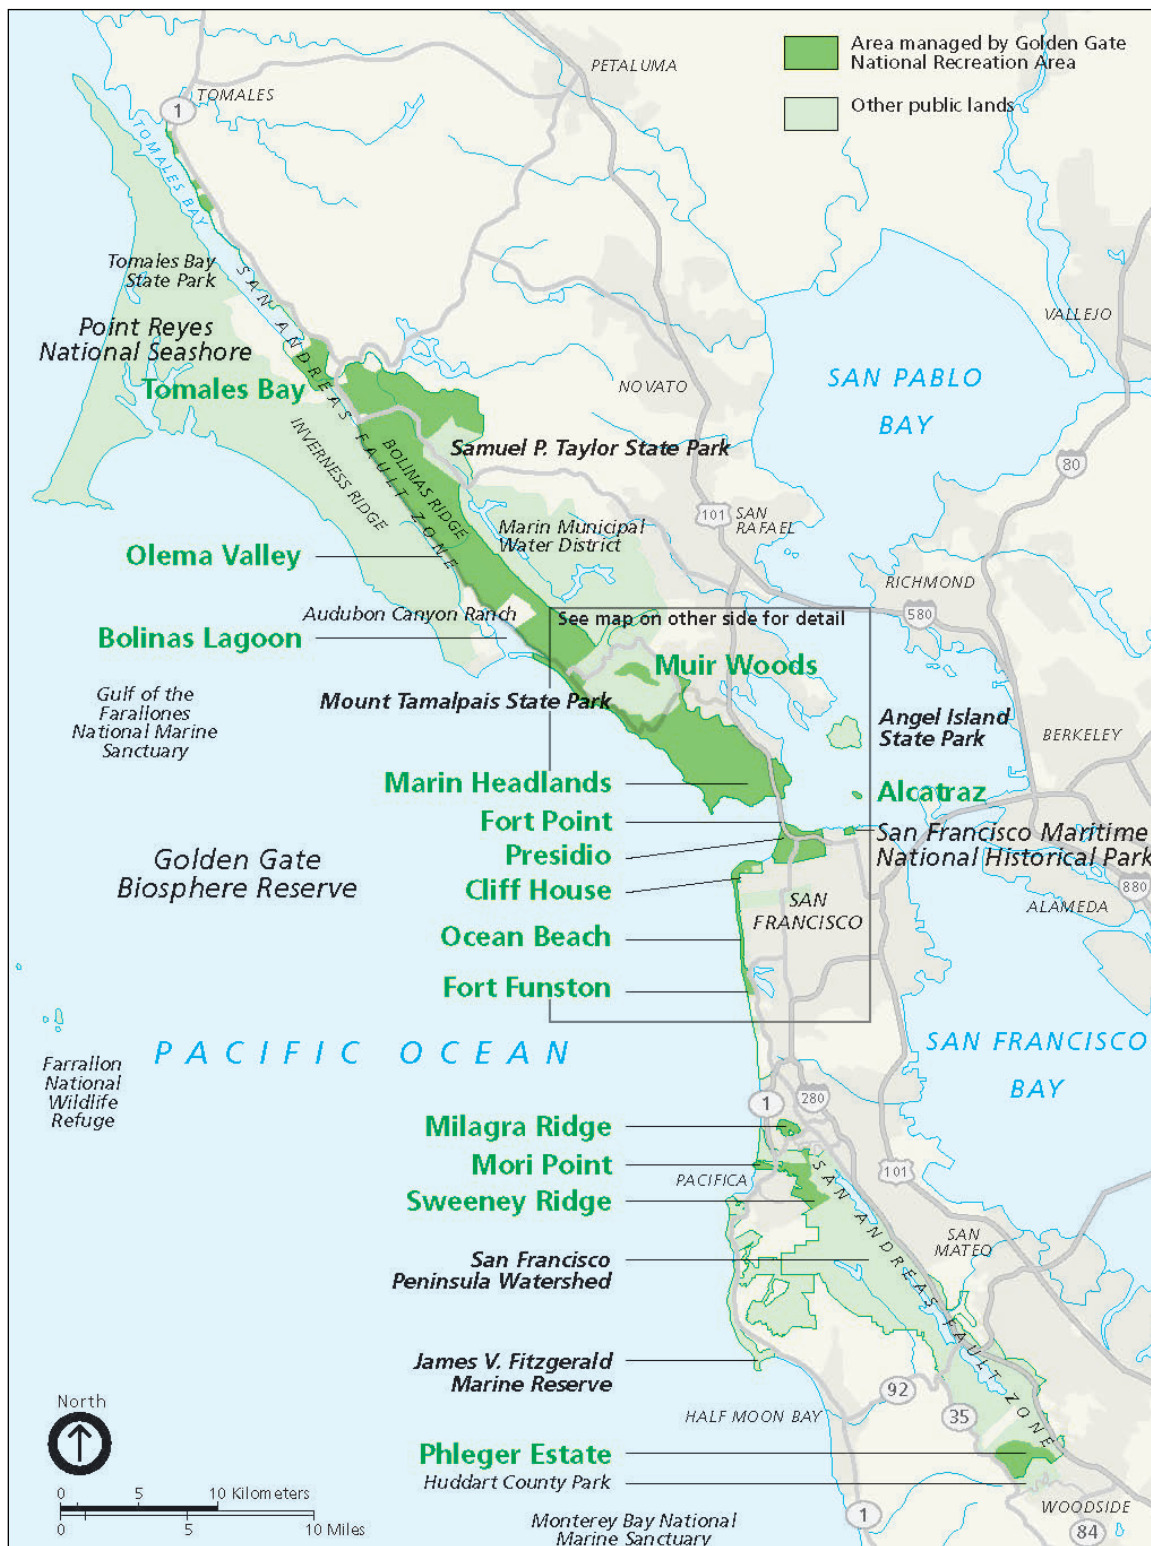 Area managed by Golden Gate
National Recreation Area
Other public lands
PETALUMA
TOMALES
1
TOMALES BAY
Tomales Bay
State Park
SAN ANDREAS FAULT ZONE
Point Reyes
National Seashore
Tomales Bay
VALLEJO
NOVATO
SAN PABLO
BAY
INVERNESS RIDGE
BOLINAS RIDGE
Samuel P. Taylor State Park
80
101
SAN
RAFAEL
Marin Municipal
Water District
Olema Valley
RICHMOND
580
Audubon Canyon Ranch
See map on other side for detail
Bolinas Lagoon
Muir Woods
Mount Tamalpais State Park
Gulf of the
Farallones
National Marine
Sanctuary
Angel Island
State Park
BERKELEY
Marin Headlands
Alcatraz
Fort Point
San Francisco Maritime
National Historical Park
Presidio
Golden Gate
Biosphere Reserve
Cliff House
880
ALAMEDA
SAN
FRANCISCO
Ocean Beach
Fort Funston
PACIFIC OCEAN
SAN FRANCISCO
BAY
Farrallon
National
Wildlife
Refuge
1
280
Milagra Ridge
Mori Point
101
PACIFICA
Sweeney Ridge
SAN ANDREAS FAULT ZONE
SAN
MATEO
San Francisco
Peninsula Watershed
James V. Fitzgerald
Marine Reserve
92
35
HALF MOON BAY
North
Phleger Estate
Huddart County Park
0 5 10 Kilometers
0 5 10 Miles
WOODSIDE
1
84
Monterey Bay National
Marine Sanctuary